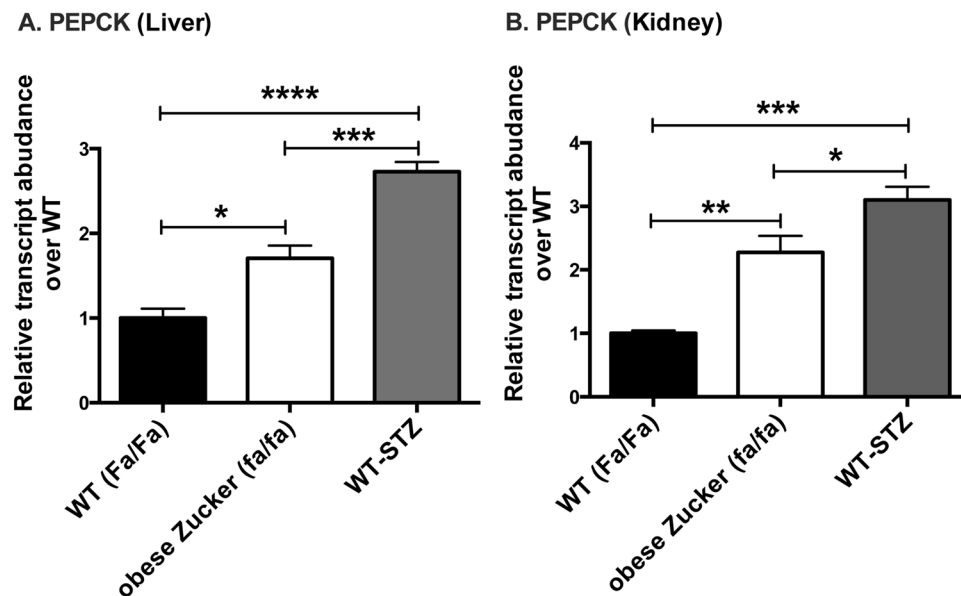 A. PEPCK (Liver)
Relative transcript abudance
over WT
****
***
*
3
2
1
0
WT (Fa/Fa)
obese Zucker (fa/fa)
WT-STZ
B. PEPCK (Kidney)
Relative transcript abudance
over WT
***
*
**
4
3
2
1
0
WT (Fa/Fa)
obese Zucker (fa/fa)
WT-STZ